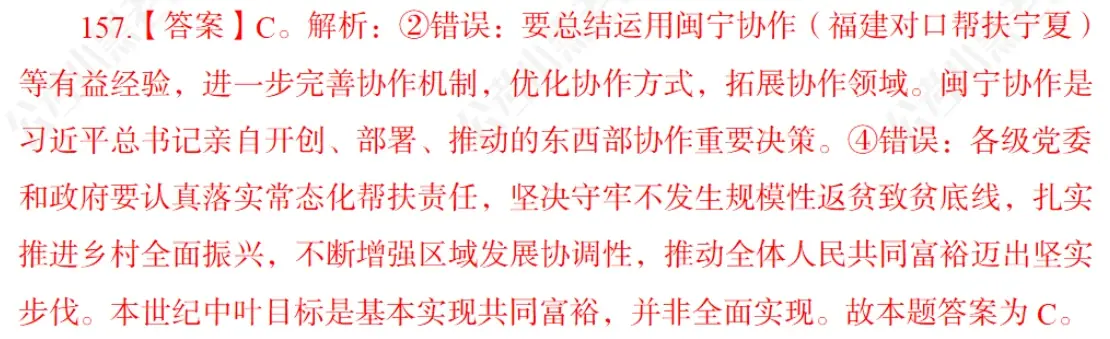 157.【答案】C。解析：②错误：要总结运用闽宁协作（福建对口帮扶宁夏）
等有益经验，进一步完善协作机制，优化协作方式，拓展协作领域。闽宁协作是
习近平总书记亲自开创、部署、推动的东西部协作重要决策。④错误：各级党委
和政府要认真落实常态化帮扶责任，坚决守牢不发生规模性返贫致贫底线，扎实
推进乡村全面振兴，不断增强区域发展协调性，推动全体人民共同富裕迈出坚实
步伐。本世纪中叶目标是基本实现共同富裕，并非全面实现。故本题答案为 C。